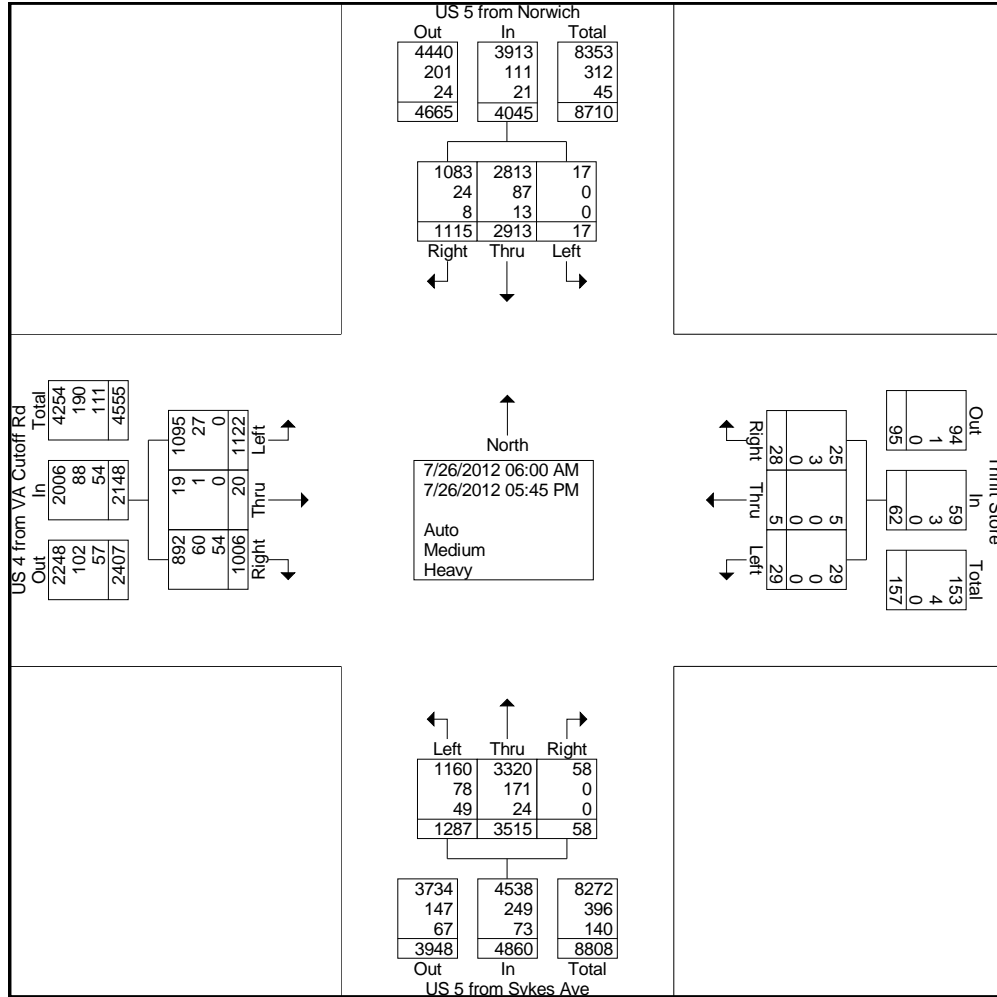 US 5 from Norwich
Out In Total
4440 3913 8353
201 111 312
24 21 45
4665 4045 8710
1083 2813 17
24 87 0
8 13 0
1115 2913 17
Right Thru Left
US 4 from VA Cutoff Rd
Total In Out
4254 2006 2248
190 88 102
111 54 57
4555 2148 2407
1095 19 892
27 1 60
0 0 54
1122 20 1006
Left Thru Right
North
7/26/2012 06:00 AM
7/26/2012 05:45 PM
Auto
Medium
Heavy
Right Thru Left
28 5 29
0 0 0
3 0 0
25 5 29
95 62 157
0 0 0
1 3 4
94 59 153
Out In Total
Thrift Store
Left Thru Right
1160 3320 58
78 171 0
49 24 0
1287 3515 58
3734 4538 8272
147 249 396
67 73 140
3948 4860 8808
Out In Total
US 5 from Sykes Ave